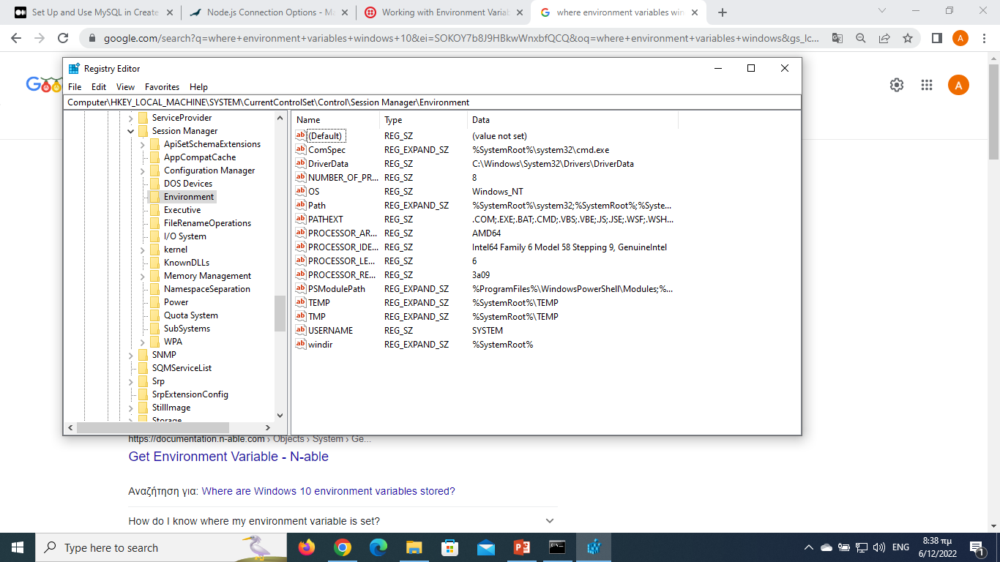 Set Up and Use MySQL in Create
Node.js Connection Options - Ma
Working with Environment Variab
where environment variables win
google.com/search?q=where+environment+variables+windows+10&ei=SOKOY7b8J9HBkwWnxbfQCQ&oq=where+environment+variables+windows&gs_lc...
A
Go
A
Registry Editor
File Edit View Favorites Help
Computer\HKEY_LOCAL_MACHINE\SYSTEM\CurrentControlSet\Control\Session Manager\Environment
ServiceProvider
Session Manager
ApiSetSchemaExtensions
AppCompatCache
Configuration Manager
DOS Devices
Environment
Executive
FileRenameOperations
I/O System
kernel
KnownDLLs
Memory Management
NamespaceSeparation
Power
Quota System
SubSystems
WPA
SNMP
SQMServiceList
Srp
SrpExtensionConfig
StillImage
Storage
Name Type Data
(Default) REG_SZ (value not set)
ComSpec REG_EXPAND_SZ %SystemRoot%\system32\cmd.exe
DriverData REG_SZ C:\Windows\System32\Drivers\DriverData
NUMBER_OF_PR... REG_SZ 8
OS REG_SZ Windows_NT
Path REG_EXPAND_SZ %SystemRoot%\system32;%SystemRoot%;%Syste...
PATHEXT REG_SZ .COM;.EXE;.BAT;.CMD;.VBS;.VBE;.JS;.JSE;.WSF;.WSH...
PROCESSOR_AR... REG_SZ AMD64
PROCESSOR_IDE... REG_SZ Intel64 Family 6 Model 58 Stepping 9, GenuineIntel
PROCESSOR_LE... REG_SZ 6
PROCESSOR_RE... REG_SZ 3a09
PSModulePath REG_EXPAND_SZ %ProgramFiles%\WindowsPowerShell\Modules;%...
TEMP REG_EXPAND_SZ %SystemRoot%\TEMP
TMP REG_EXPAND_SZ %SystemRoot%\TEMP
USERNAME REG_SZ SYSTEM
windir REG_EXPAND_SZ %SystemRoot%
https://documentation.n-able.com › Objects › System › Ge...
Get Environment Variable - N-able
Αναζήτηση για: Where are Windows 10 environment variables stored?
How do I know where my environment variable is set?
Type here to search
ENG
8:38 πμ
6/12/2022
1